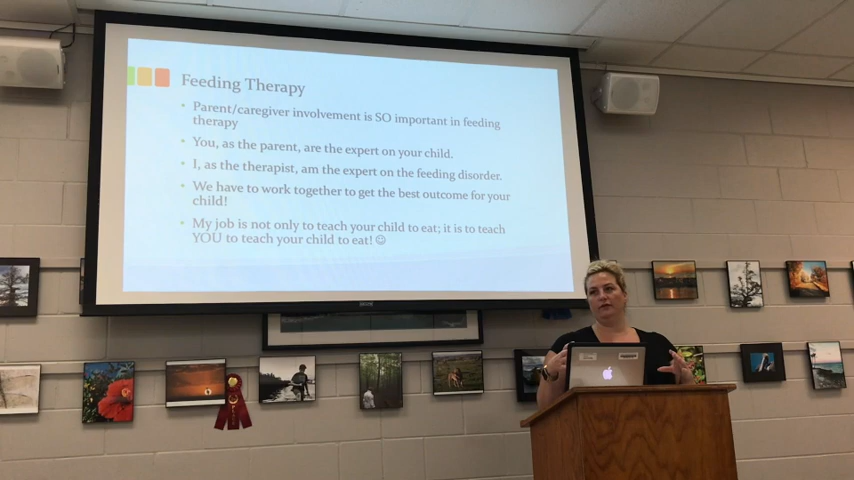 Feeding Therapy
• Parent/caregiver involvement is SO important in feeding
therapy
• You, as the parent, are the expert on your child.
• I, as the therapist, am the expert on the feeding disorder.
• We have to work together to get the best outcome for your
child!
• My job is not only to teach your child to eat; it is to teach
YOU to teach your child to eat! ☺